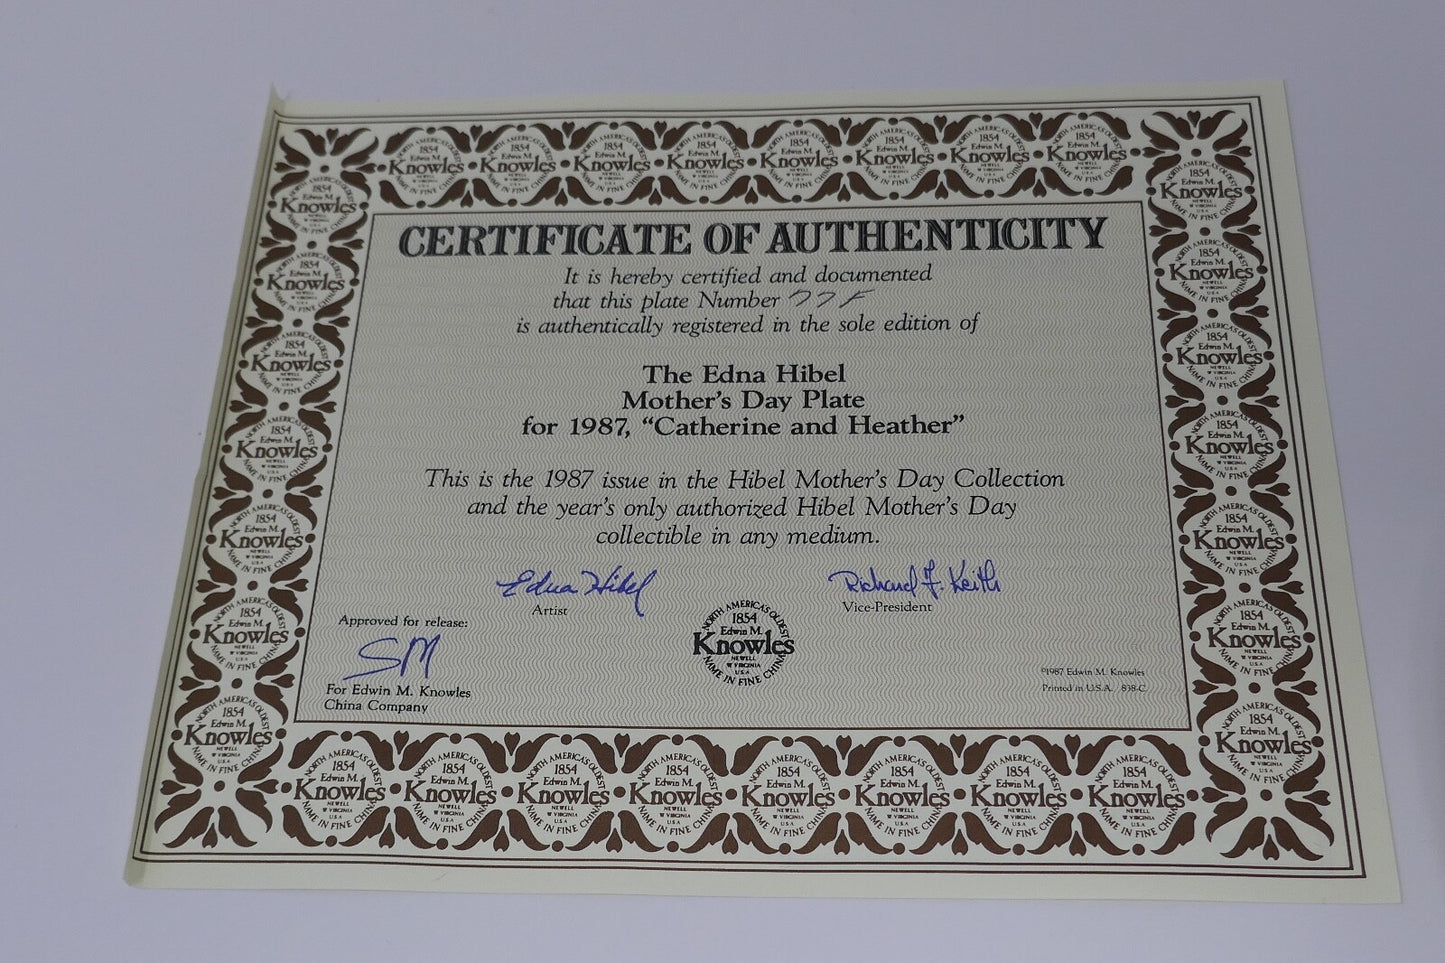 CERTIFICATE OF AUTHENTICITY
It is hereby certified and documented
that this plate Number 77F
is authentically registered in the sole edition of
The Edna Hibel
Mother's Day Plate
for 1987, "Catherine and Heather"
This is the 1987 issue in the Hibel Mother's Day Collection
and the year's only authorized Hibel Mother's Day
collectible in any medium.
Edna Hibel
Artist
Richard F. Keith
Vice-President
Approved for release:
SM
For Edwin M. Knowles
China Company
NORTH AMERICA'S OLDEST
1854
Edwin M.
Knowles
NEWELL
W VIRGINIA
U.S.A.
NAME IN FINE CHINA
©1987 Edwin M. Knowles
Printed in U.S.A. 838-C